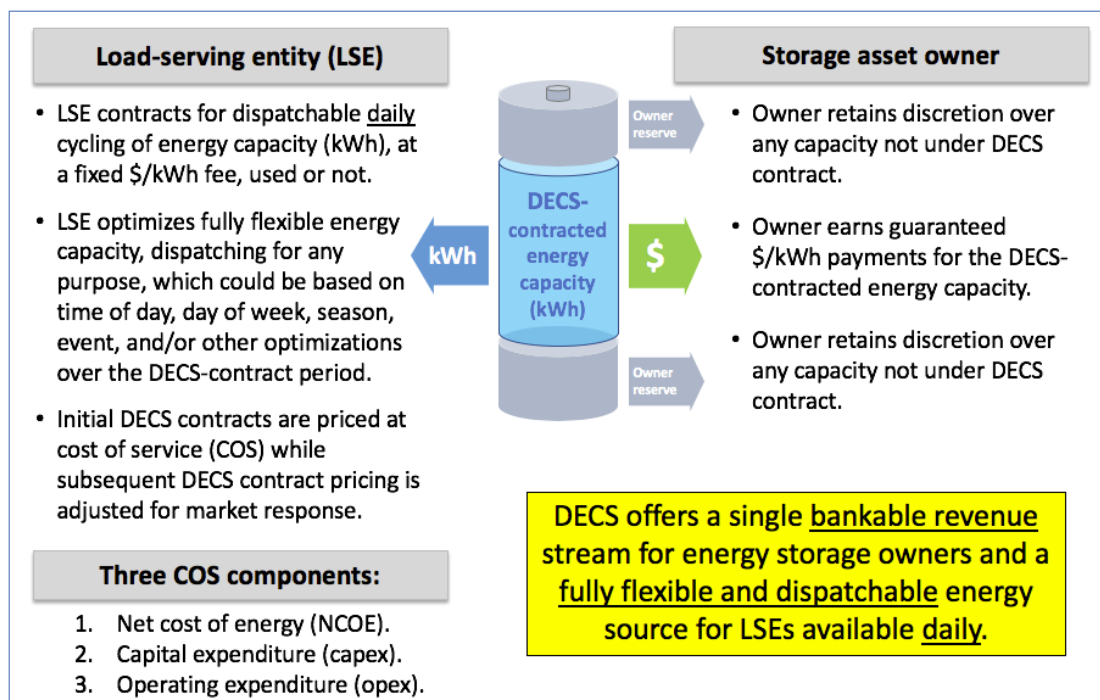 Load-serving entity (LSE)
• LSE contracts for dispatchable daily
cycling of energy capacity (kWh), at
a fixed $/kWh fee, used or not.
• LSE optimizes fully flexible energy
capacity, dispatching for any
purpose, which could be based on
time of day, day of week, season,
event, and/or other optimizations
over the DECS-contract period.
• Initial DECS contracts are priced at
cost of service (COS) while
subsequent DECS contract pricing is
adjusted for market response.
Three COS components:
1. Net cost of energy (NCOE).
2. Capital expenditure (capex).
3. Operating expenditure (opex).
Owner
reserve
DECS-
contracted
energy
capacity
(kWh)
kWh
$
Owner
reserve
Storage asset owner
• Owner retains discretion over
any capacity not under DECS
contract.
• Owner earns guaranteed
$/kWh payments for the DECS-
contracted energy capacity.
• Owner retains discretion over
any capacity not under DECS
contract.
DECS offers a single bankable revenue
stream for energy storage owners and a
fully flexible and dispatchable energy
source for LSEs available daily.